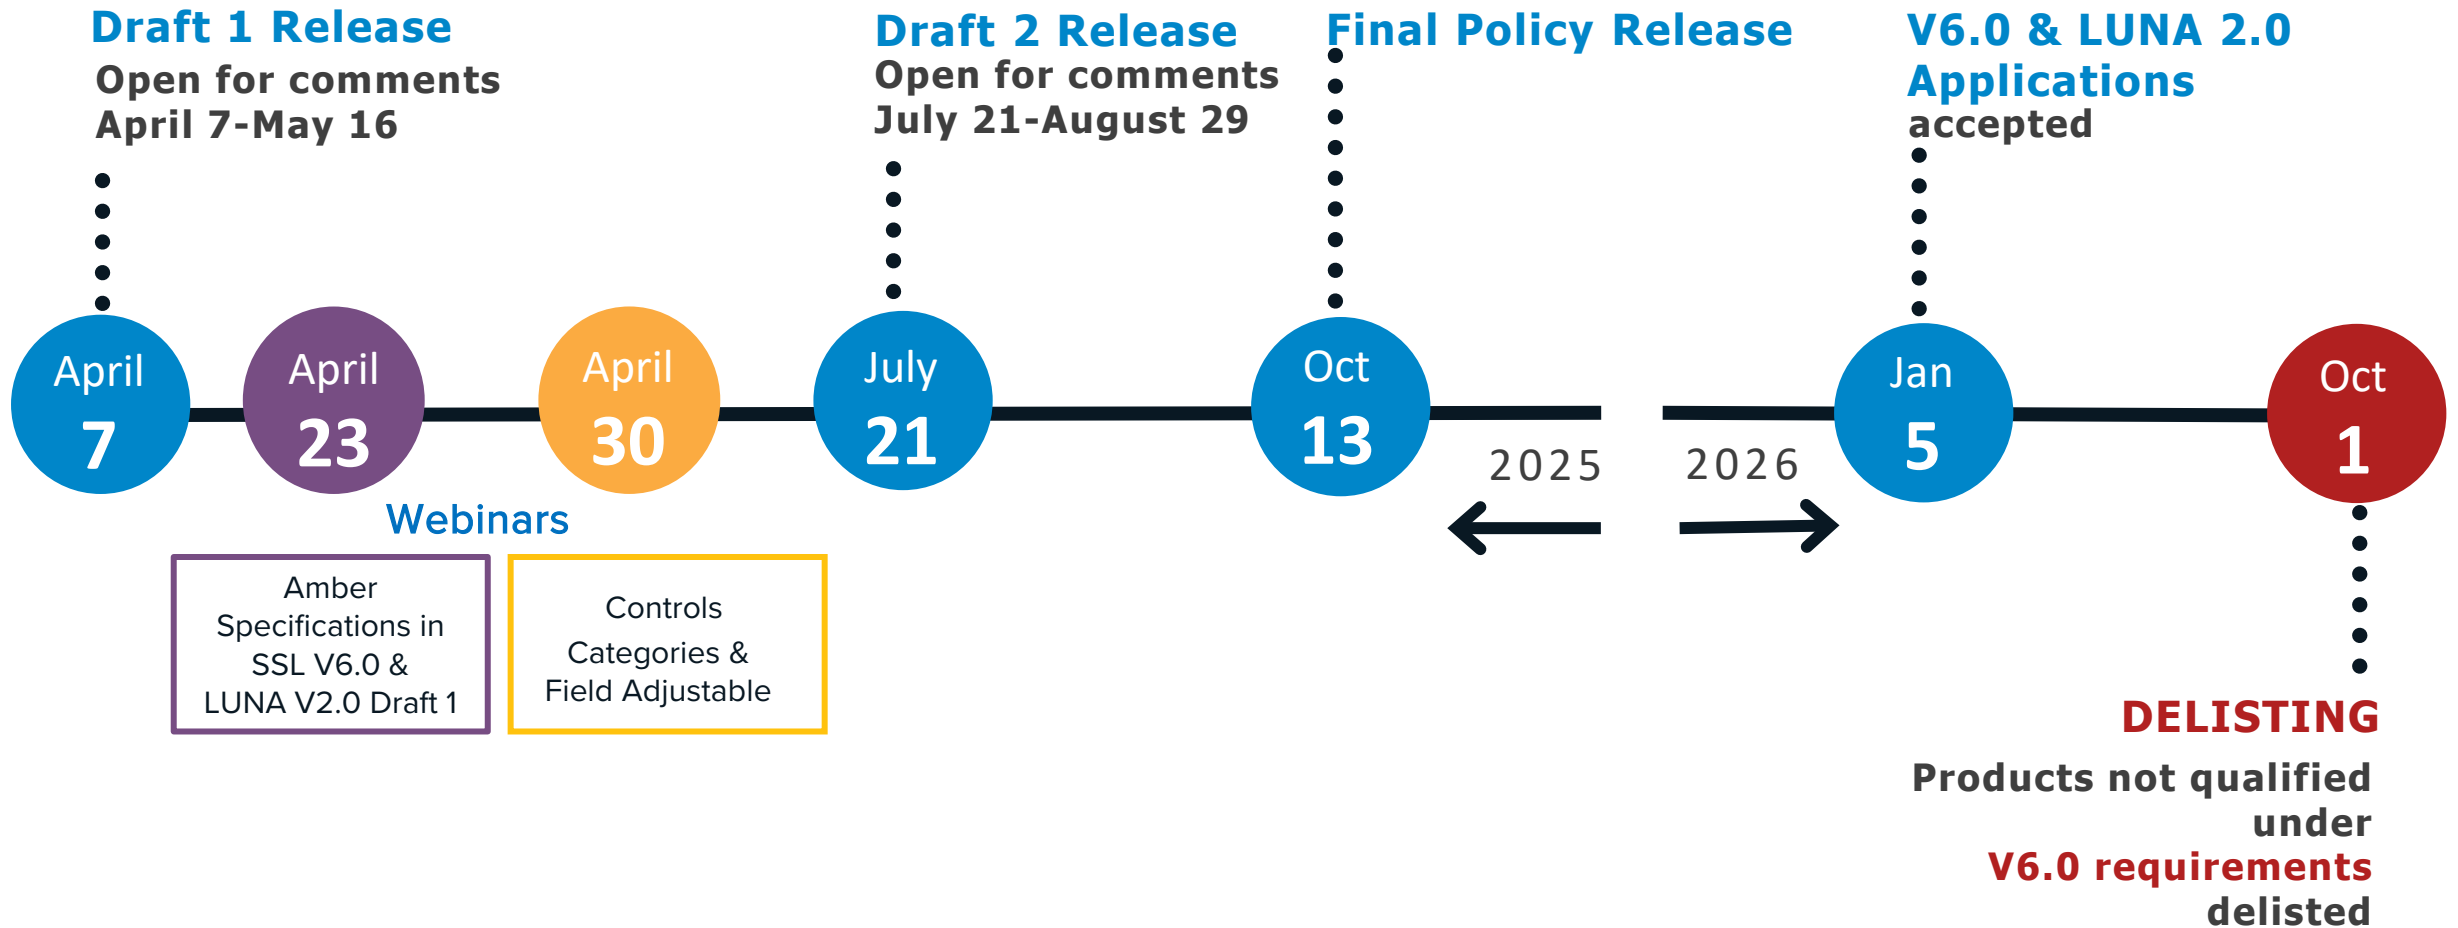 Draft 1 Release
Open for comments
April 7-May 16
Draft 2 Release
Open for comments
July 21-August 29
Final Policy Release
V6.0 & LUNA 2.0
Applications
accepted
April
7
April
23
April
30
July
21
Oct
13
2025
2026
Jan
5
Oct
1
Webinars
Amber
Specifications in
SSL V6.0 &
LUNA V2.0 Draft 1
Controls
Categories &
Field Adjustable
DELISTING
Products not qualified
under
V6.0 requirements
delisted